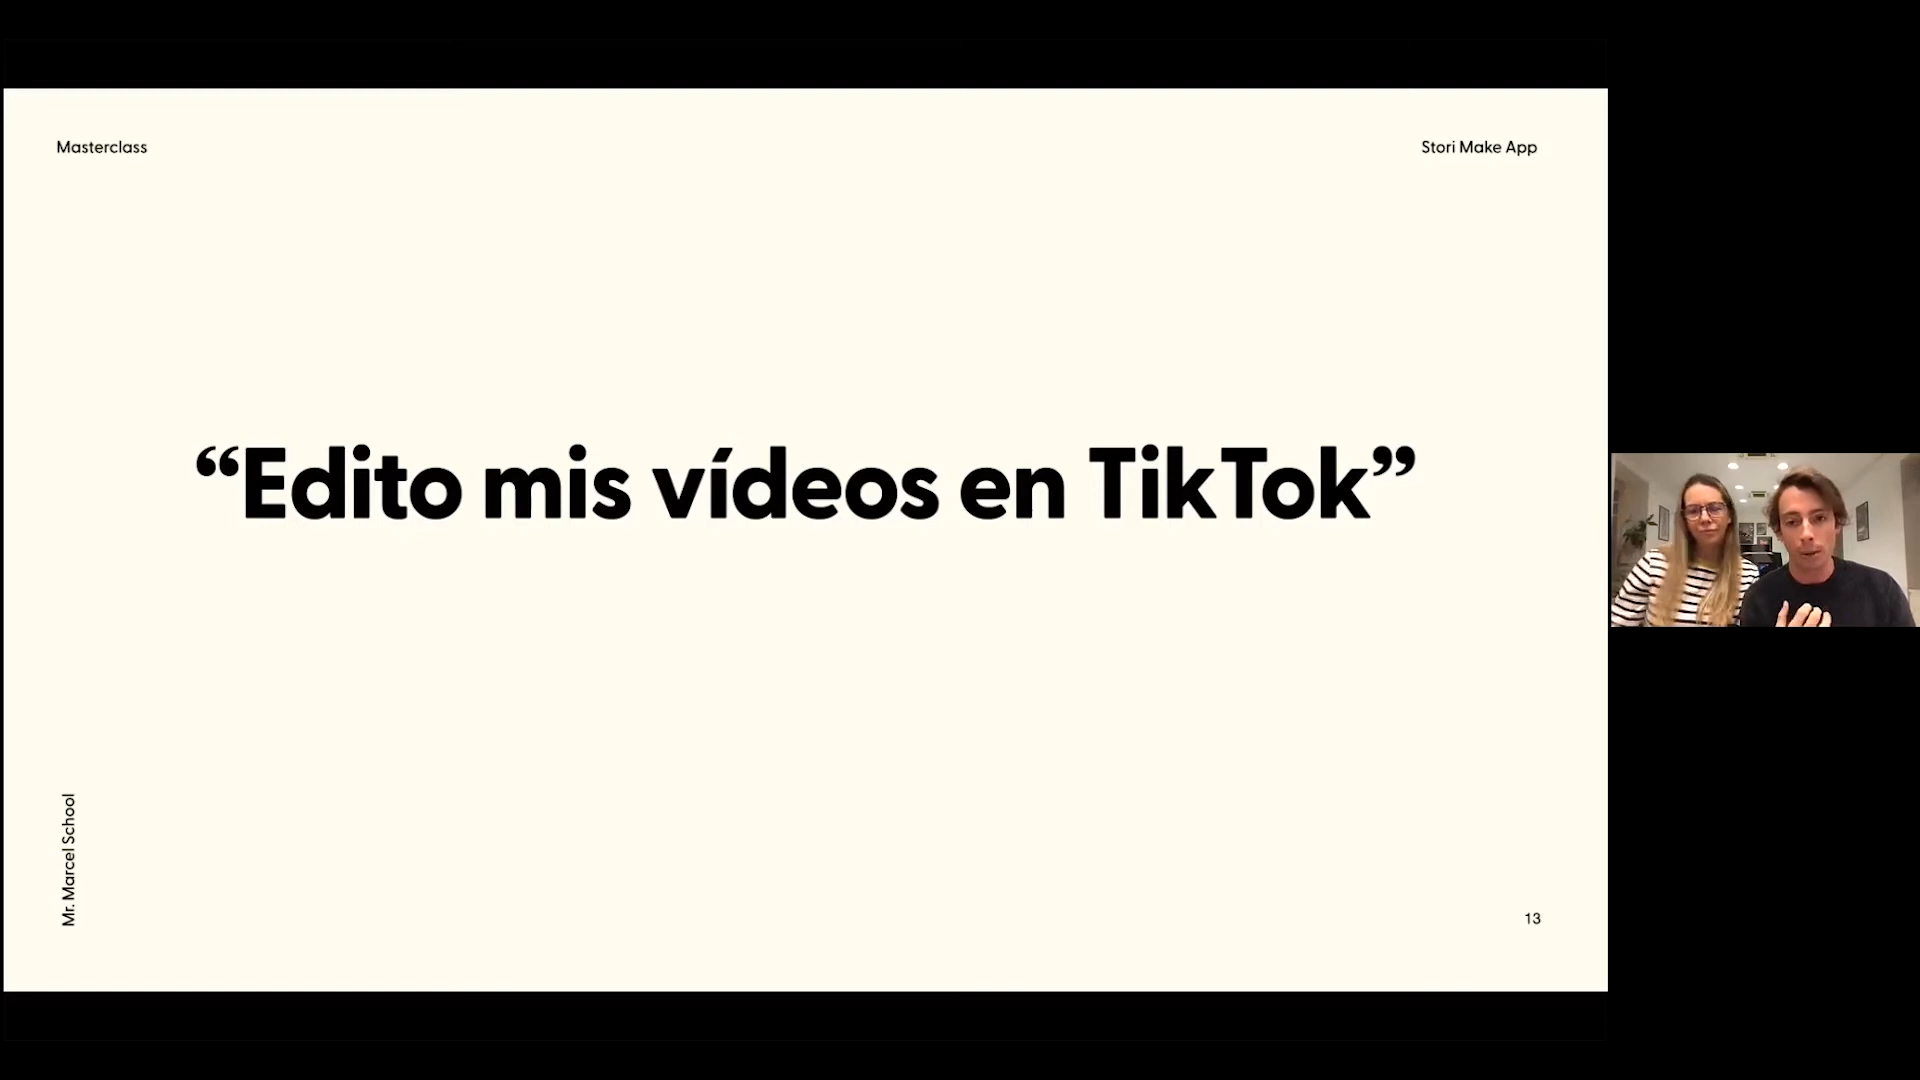 Masterclass
Stori Make App
“Edito mis vídeos en TikTok”
Mr. Marcel School
13